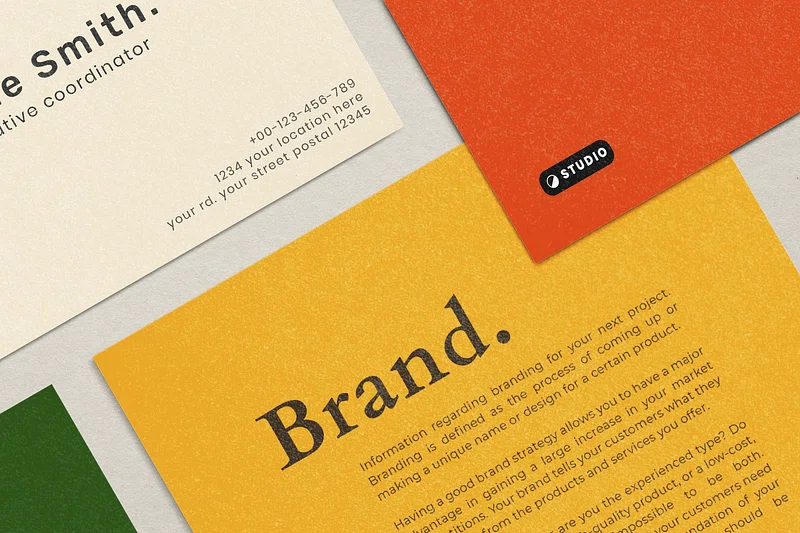 e Smith.
ative coordinator
+00-123-456-789
1234 your location here
your rd. your street postal 12345
STUDIO
Brand.
Information regarding branding for your next project.
Branding is defined as the process of coming up or
making a unique name or design for a certain product.
Having a good brand strategy allows you to have a major
advantage in gaining a large increase in your market
titions. Your brand tells your customers what they
from the products and services you offer.
are you the experienced type? Do
-quality product, or a low-cost,
impossible to be both.
your customers need
undation of your
should be